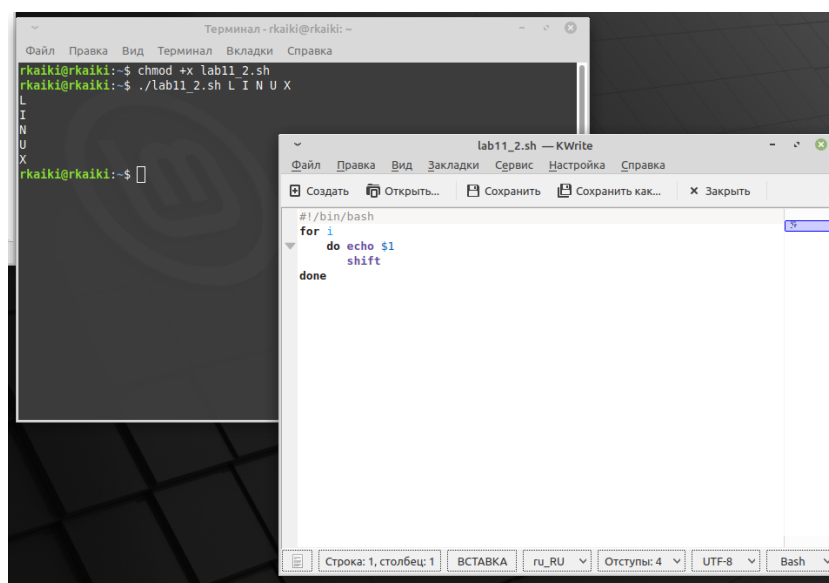 Терминал - rkaiki@rkaiki: ~
Файл Правка Вид Терминал Вкладки Справка
rkaiki@rkaiki:~$ chmod +x lab11_2.sh
rkaiki@rkaiki:~$ ./lab11_2.sh L I N U X
L
I
N
U
X
rkaiki@rkaiki:~$
lab11_2.sh — KWrite
Файл Правка Вид Закладки Сервис Настройка Справка
Создать Открыть... Сохранить Сохранить как... Закрыть
#!/bin/bash
for i
do echo $1
shift
done
Строка: 1, столбец: 1 ВСТАВКА ru_RU Отступы: 4 UTF-8 Bash